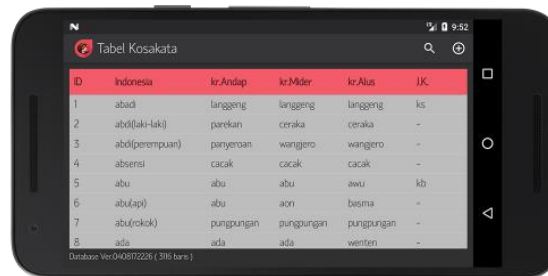 N 9:52
Tabel Kosakata
ID Indonesia kr.Andap kr.Mider kr.Alus J.K.
1 abadi langgeng langgeng langgeng ks
2 abdi(laki-laki) parekan ceraka ceraka -
3 abdi(perempuan) panyeroan wangjero wangjero -
4 absensi cacak cacak cacak -
5 abu abu abu awu kb
6 abu(api) abu aon basma -
7 abu(rokok) pungpungan pungpungan pungpungan -
8 ada ada ada wenten -
Database Ver:0408172226 ( 3116 baris )